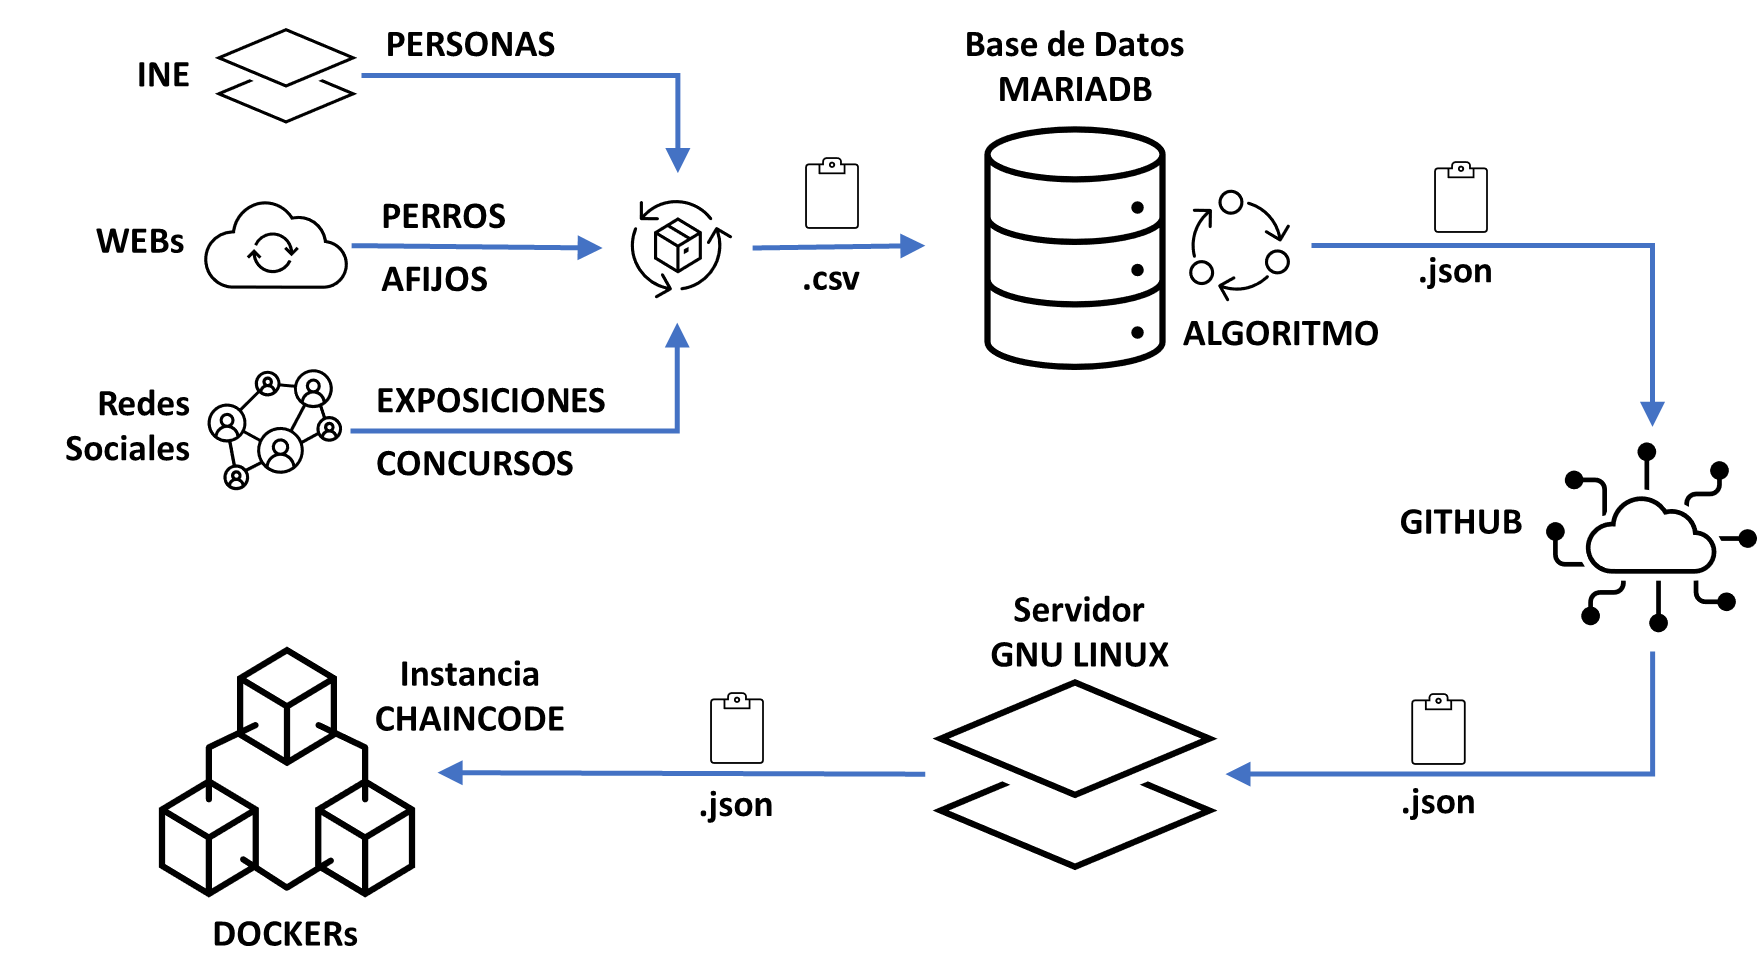 INE
PERSONAS
WEBs
PERROS
AFIJOS
Redes
Sociales
EXPOSICIONES
CONCURSOS
.csv
Base de Datos
MARIADB
ALGORITMO
.json
GITHUB
.json
Servidor
GNU LINUX
.json
Instancia
CHAINCODE
DOCKERs